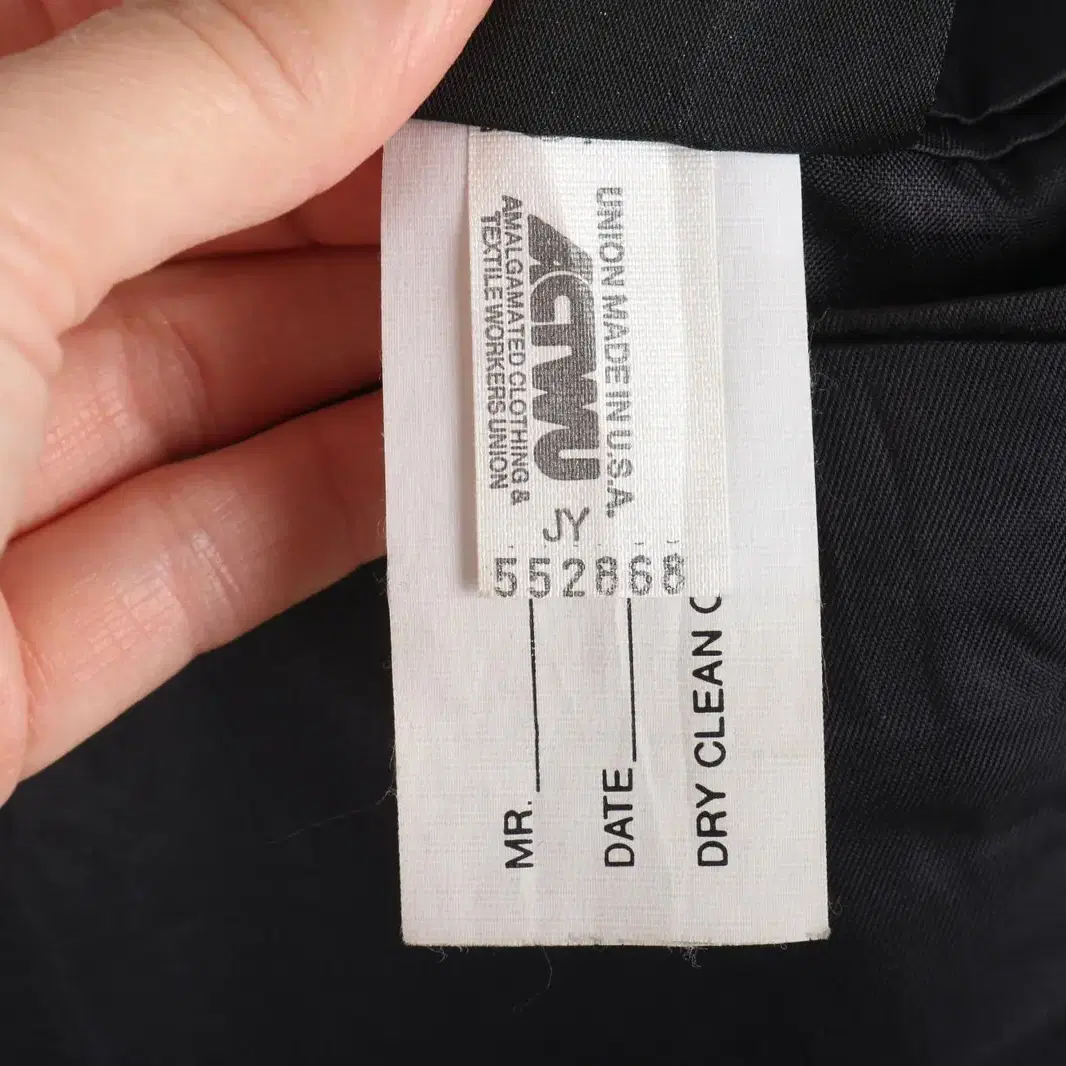 UNION MADE IN U.S.A.
ACTWU
AMALGAMATED CLOTHING &
TEXTILE WORKERS UNION
JY
552868
MR.
DATE
DRY CLEAN